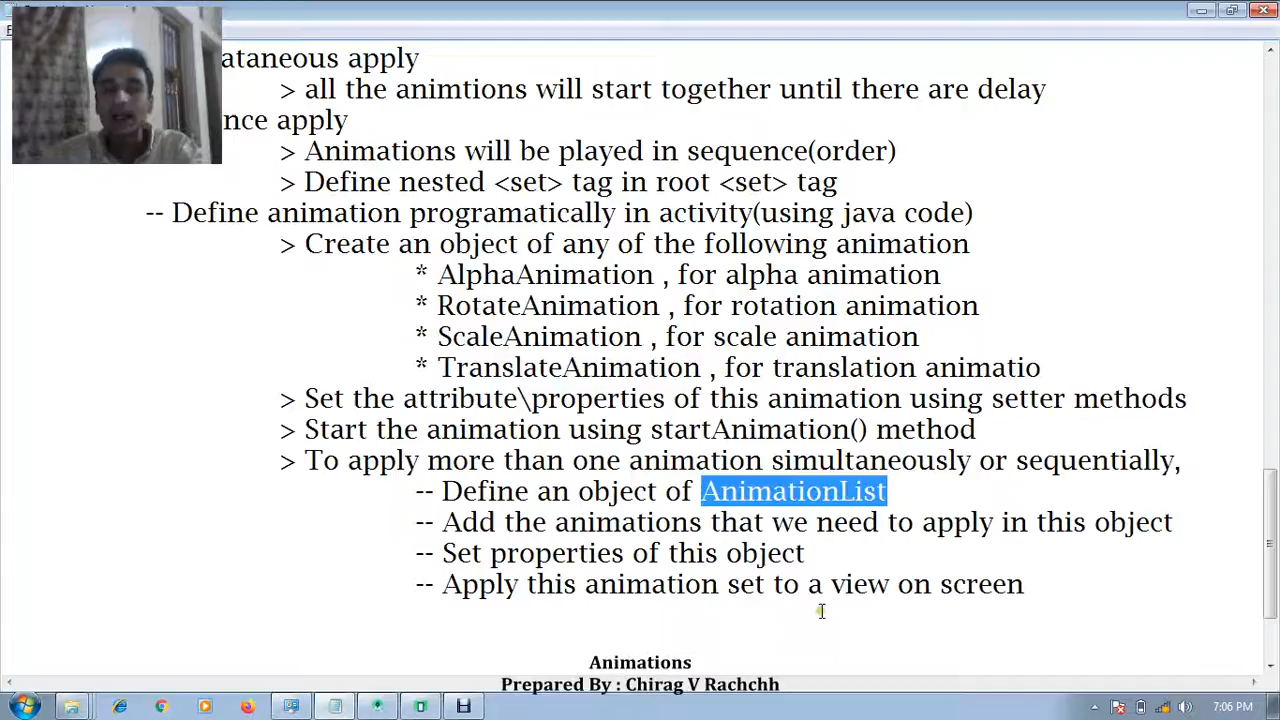 ataneous apply
> all the animtions will start together until there are delay
nce apply
> Animations will be played in sequence(order)
> Define nested <set> tag in root <set> tag
-- Define animation programatically in activity(using java code)
> Create an object of any of the following animation
* AlphaAnimation , for alpha animation
* RotateAnimation , for rotation animation
* ScaleAnimation , for scale animation
* TranslateAnimation , for translation animatio
> Set the attribute\properties of this animation using setter methods
> Start the animation using startAnimation() method
> To apply more than one animation simultaneously or sequentially,
-- Define an object of AnimationList
-- Add the animations that we need to apply in this object
-- Set properties of this object
-- Apply this animation set to a view on screen
Animations
Prepared By : Chirag V Rachchh
7:06 PM